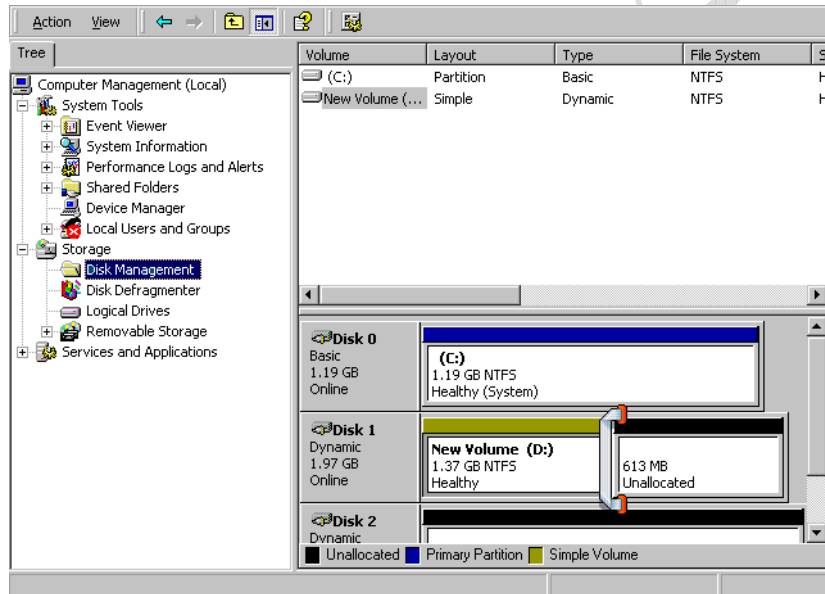 Action View
Tree
Computer Management (Local)
System Tools
Event Viewer
System Information
Performance Logs and Alerts
Shared Folders
Device Manager
Local Users and Groups
Storage
Disk Management
Disk Defragmenter
Logical Drives
Removable Storage
Services and Applications
Volume Layout Type File System S
(C:) Partition Basic NTFS H
New Volume (... Simple Dynamic NTFS H
Disk 0
Basic
1.19 GB
Online
(C:)
1.19 GB NTFS
Healthy (System)
Disk 1
Dynamic
1.97 GB
Online
New Volume (D:)
1.37 GB NTFS
Healthy
613 MB
Unallocated
Disk 2
Dynamic
Unallocated Primary Partition Simple Volume